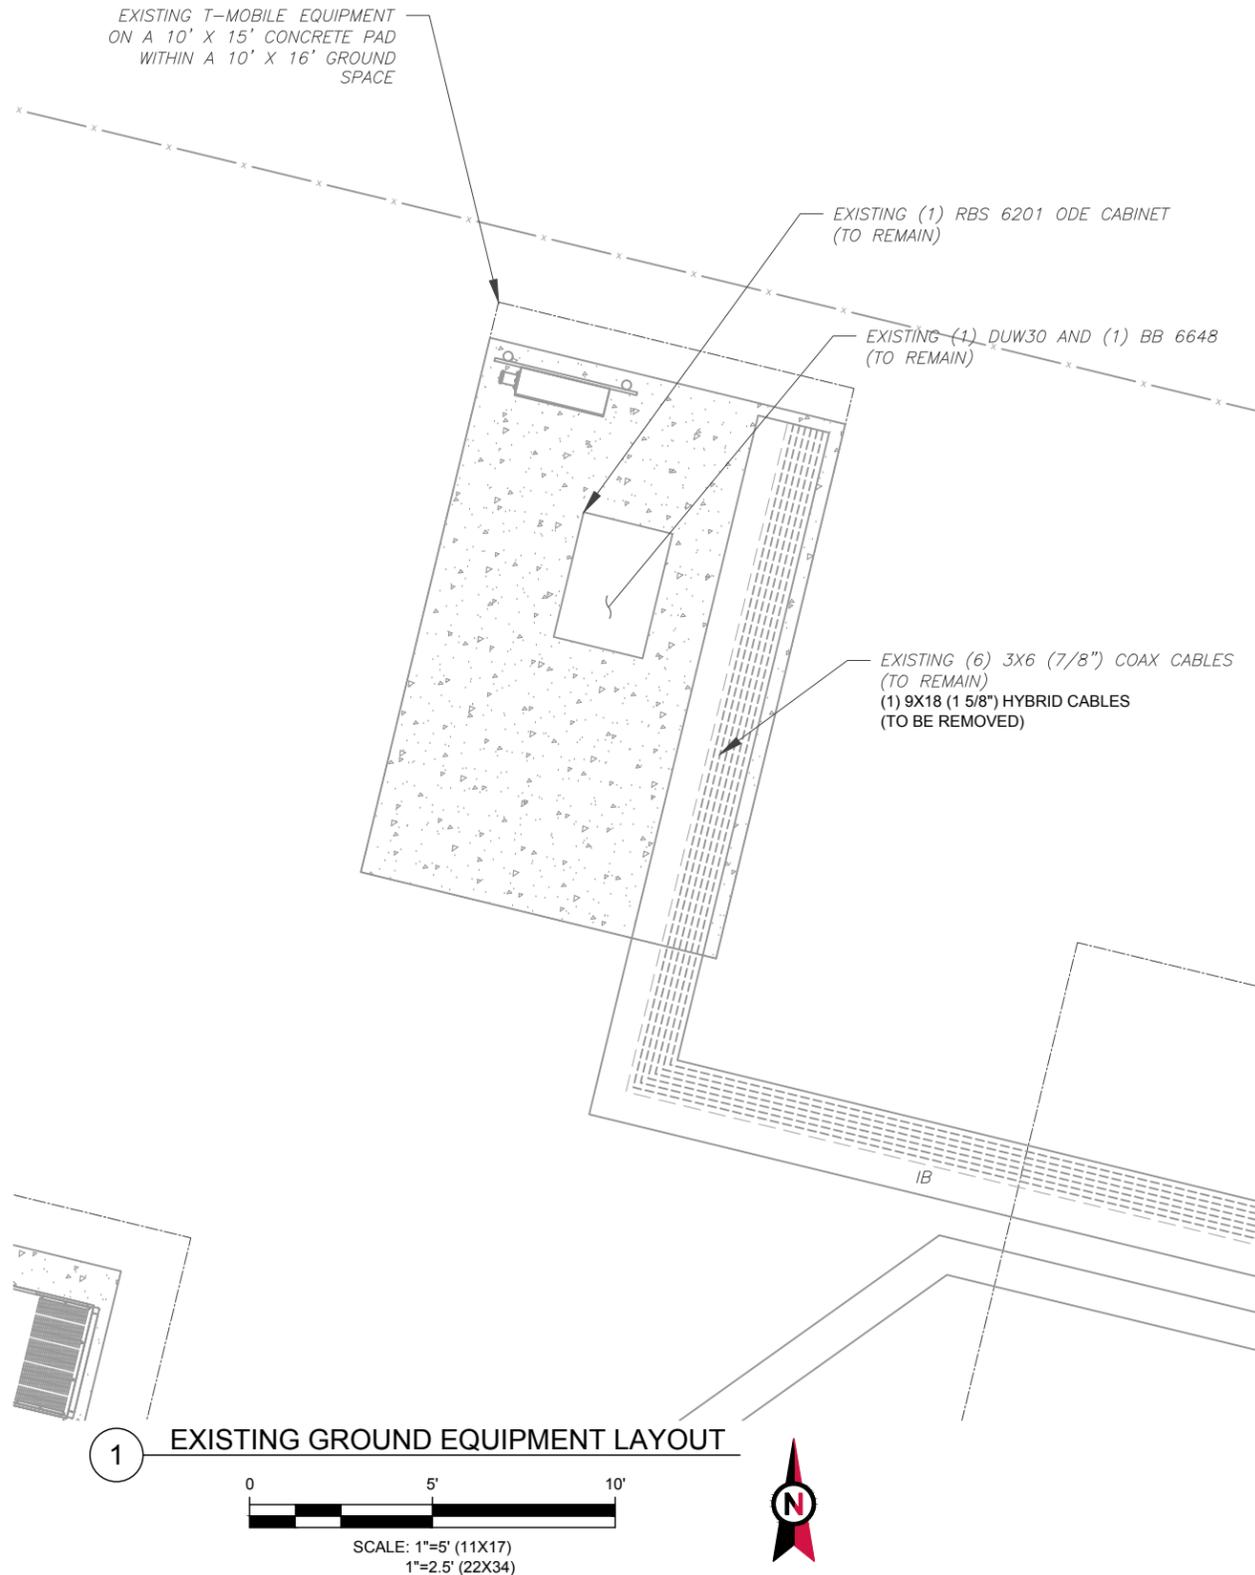 EXISTING T-MOBILE EQUIPMENT
ON A 10' X 15' CONCRETE PAD
WITHIN A 10' X 16' GROUND
SPACE
EXISTING (1) RBS 6201 ODE CABINET
(TO REMAIN)
EXISTING (1) DUW30 AND (1) BB 6648
(TO REMAIN)
EXISTING (6) 3X6 (7/8") COAX CABLES
(TO REMAIN)
(1) 9X18 (1 5/8") HYBRID CABLES
(TO BE REMOVED)
IB
1 EXISTING GROUND EQUIPMENT LAYOUT
0 5' 10'
SCALE: 1"=5' (11X17)
1"=2.5' (22X34)
N